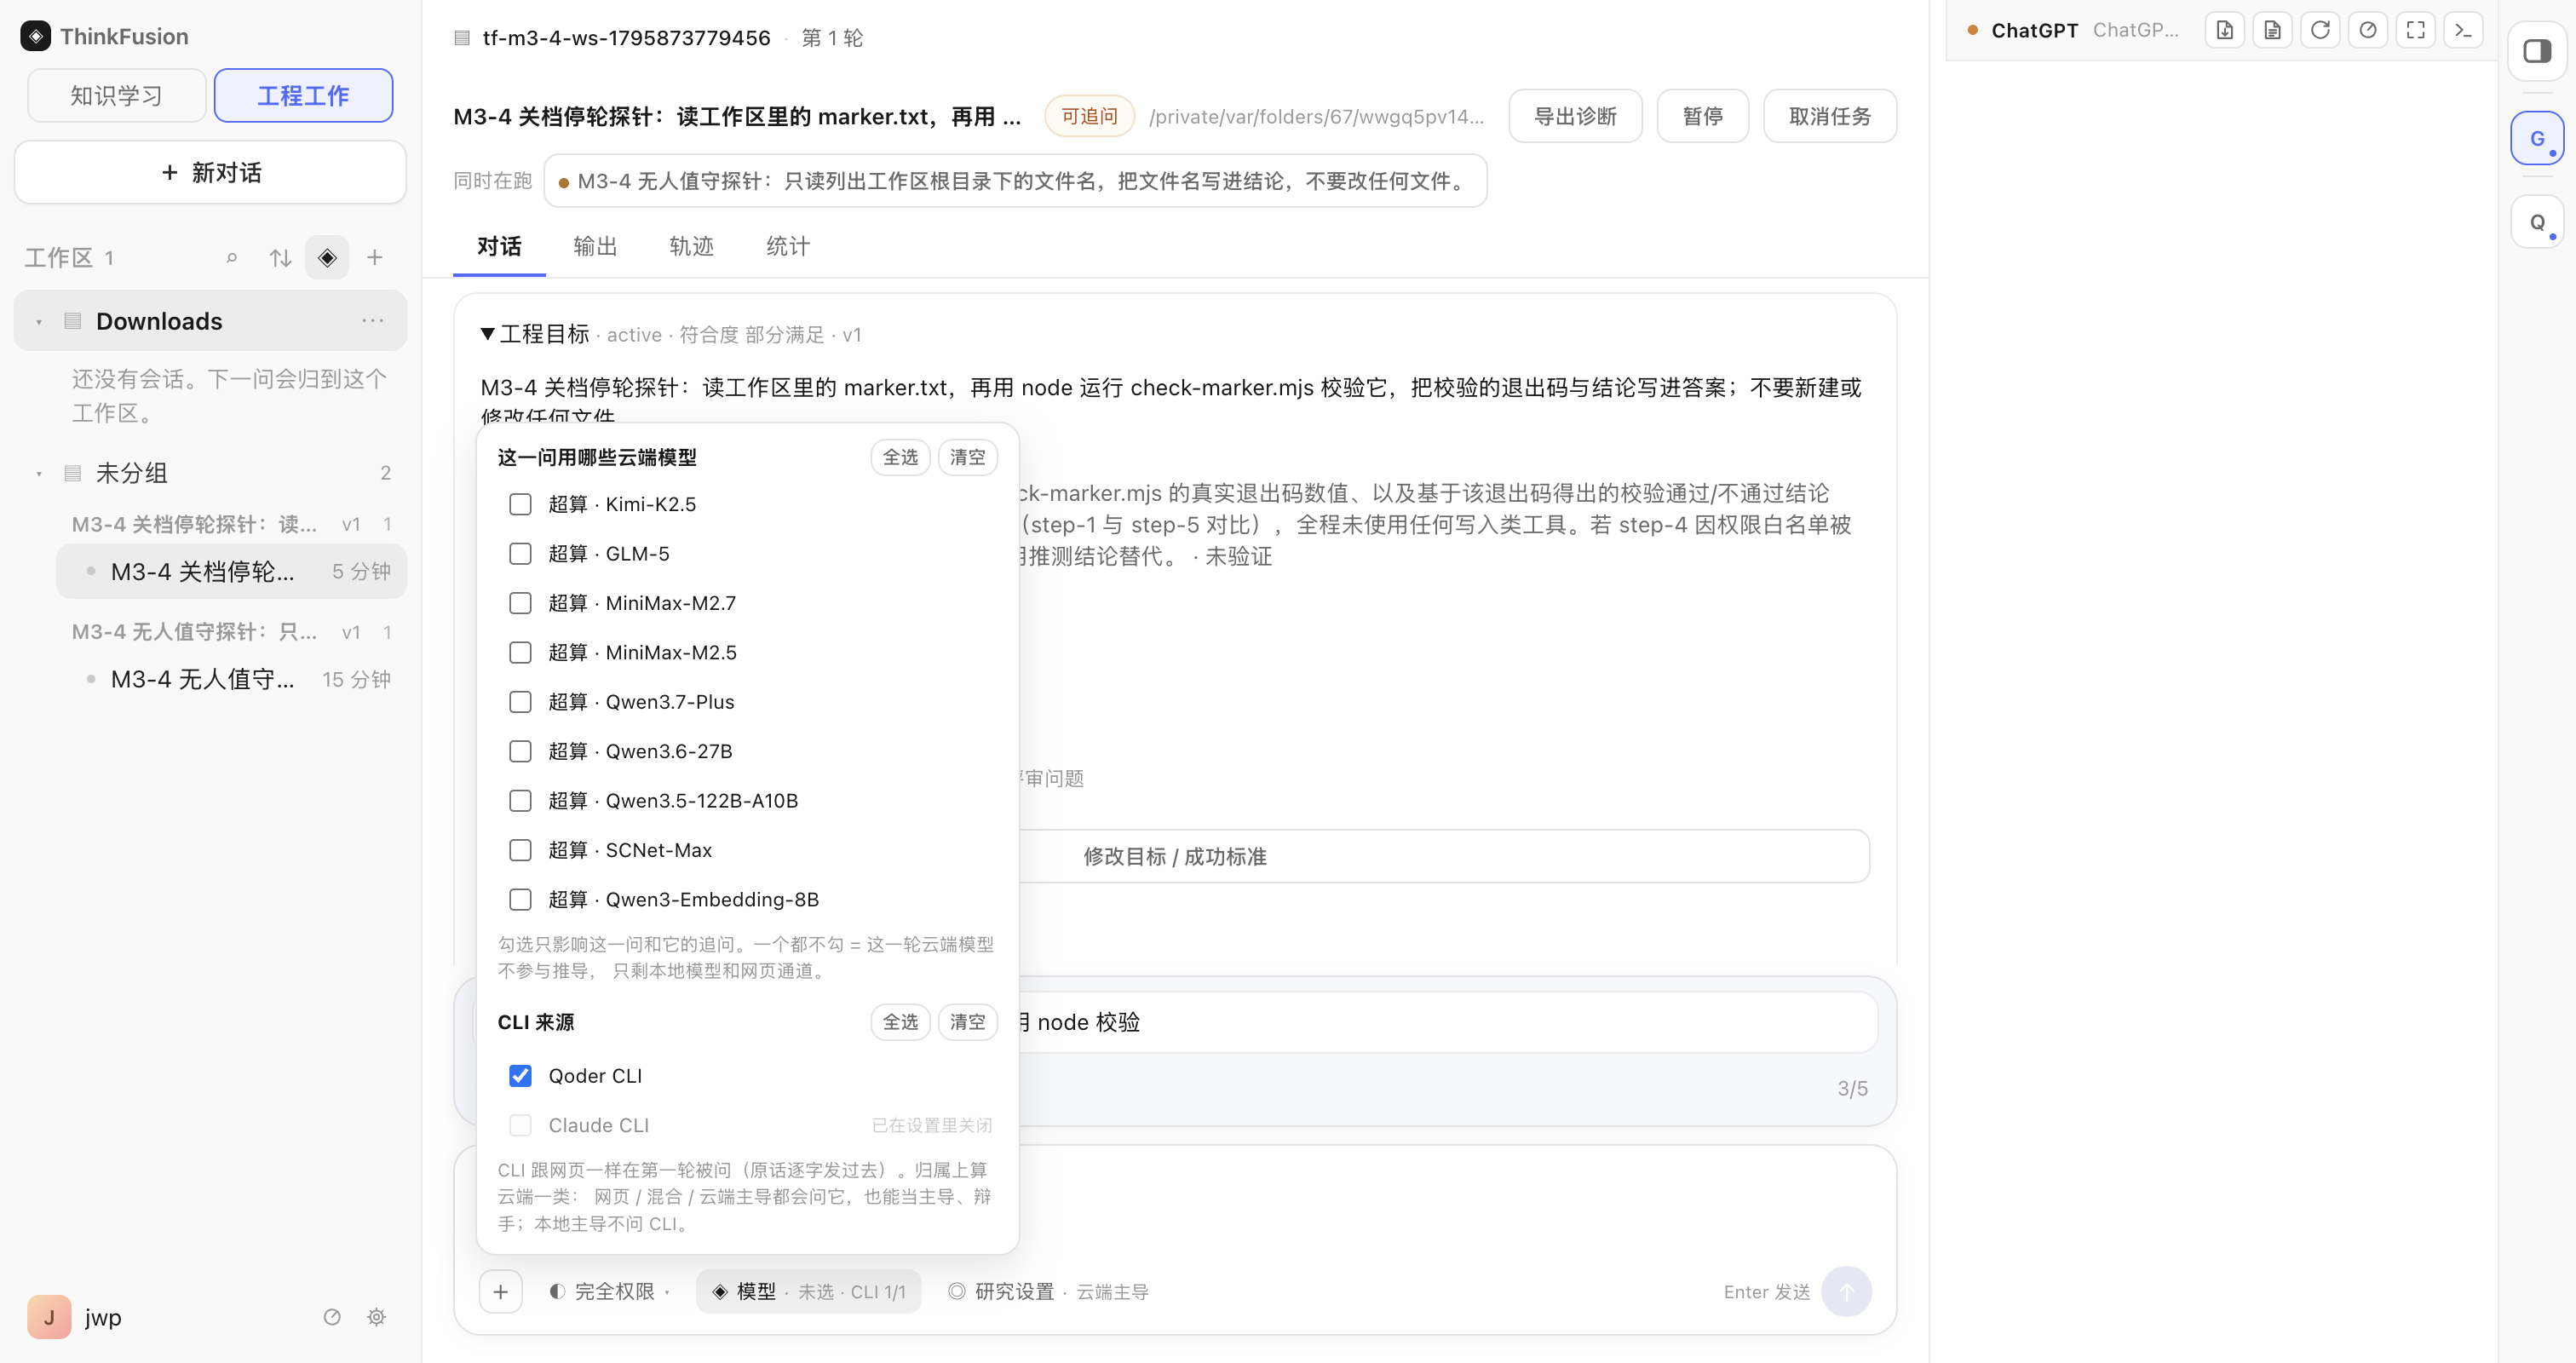 ThinkFusion
知识学习
工程工作
+ 新对话
工作区 1
Downloads
还没有会话。下一问会归到这个
工作区。
未分组 2
M3-4 关档停轮探针：读... v1 1
M3-4 关档停轮... 5 分钟
M3-4 无人值守探针：只... v1 1
M3-4 无人值守... 15 分钟
J jwp
tf-m3-4-ws-1795873779456 · 第 1 轮
M3-4 关档停轮探针：读工作区里的 marker.txt，再用 ... 可追问 /private/var/folders/67/wwgq5pv14... 导出诊断 暂停 取消任务
同时在跑 M3-4 无人值守探针：只读列出工作区根目录下的文件名，把文件名写进结论，不要改任何文件。
对话 输出 轨迹 统计
▼工程目标 · active · 符合度 部分满足 · v1
M3-4 关档停轮探针：读工作区里的 marker.txt，再用 node 运行 check-marker.mjs 校验它，把校验的退出码与结论写进答案；不要新建或
修改任何文件
ck-marker.mjs 的真实退出码数值、以及基于该退出码得出的校验通过/不通过结论
（step-1 与 step-5 对比），全程未使用任何写入类工具。若 step-4 因权限白名单被
推测结论替代。 · 未验证
审问题
修改目标 / 成功标准
node 校验
3/5
这一问用哪些云端模型 全选 清空
超算 · Kimi-K2.5
超算 · GLM-5
超算 · MiniMax-M2.7
超算 · MiniMax-M2.5
超算 · Qwen3.7-Plus
超算 · Qwen3.6-27B
超算 · Qwen3.5-122B-A10B
超算 · SCNet-Max
超算 · Qwen3-Embedding-8B
勾选只影响这一问和它的追问。一个都不勾 = 这一轮云端模型
不参与推导， 只剩本地模型和网页通道。
CLI 来源 全选 清空
Qoder CLI
Claude CLI 已在设置里关闭
CLI 跟网页一样在第一轮被问（原话逐字发过去）。归属上算
云端一类： 网页 / 混合 / 云端主导都会问它，也能当主导、辩
手；本地主导不问 CLI。
+ 完全权限 · 模型 · 未选 · CLI 1/1 研究设置 · 云端主导 Enter 发送
ChatGPT ChatGP...
G
Q